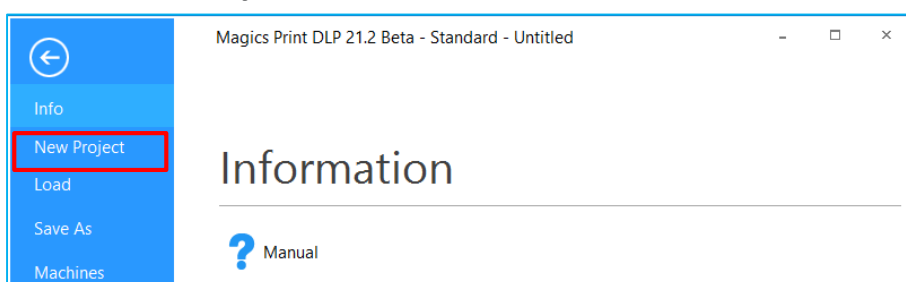 Magics Print DLP 21.2 Beta - Standard - Untitled
Info
New Project
Load
Save As
Machines
Information
Manual